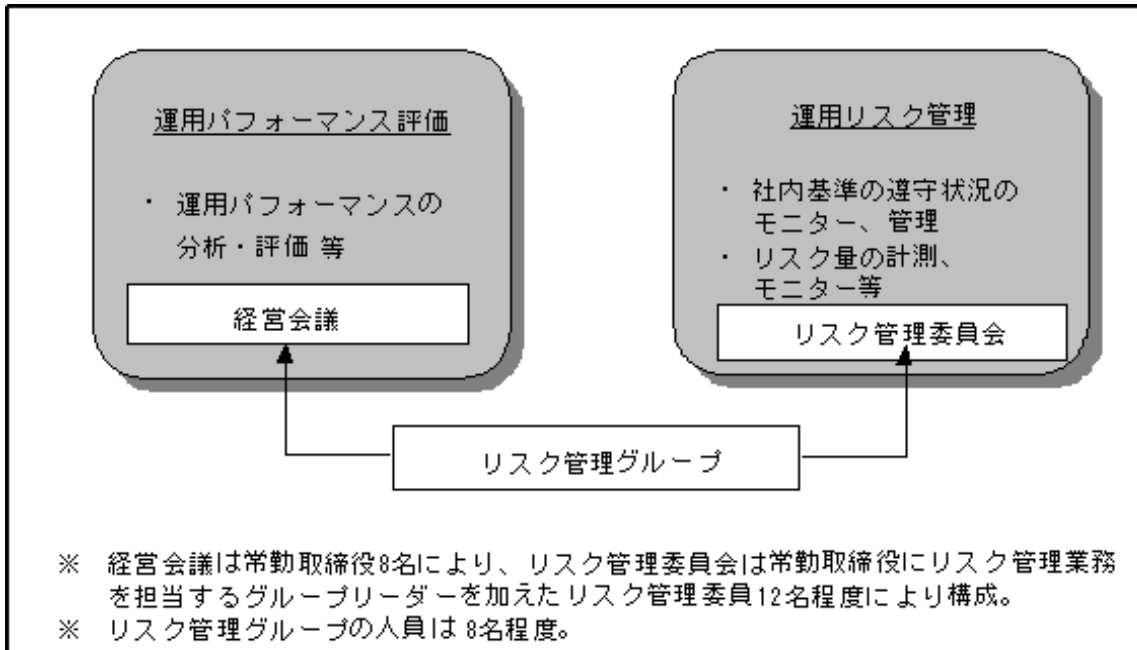 運用パフォーマンス評価
・ 運用パフォーマンスの
分析・評価 等
経営会議
運用リスク管理
・ 社内基準の遵守状況の
モニター、管理
・ リスク量の計測、
モニター等
リスク管理委員会
リスク管理グループ
※ 経営会議は常勤取締役8名により、リスク管理委員会は常勤取締役にリスク管理業務
を担当するグループリーダーを加えたリスク管理委員12名程度により構成。
※ リスク管理グループの人員は 8名程度。